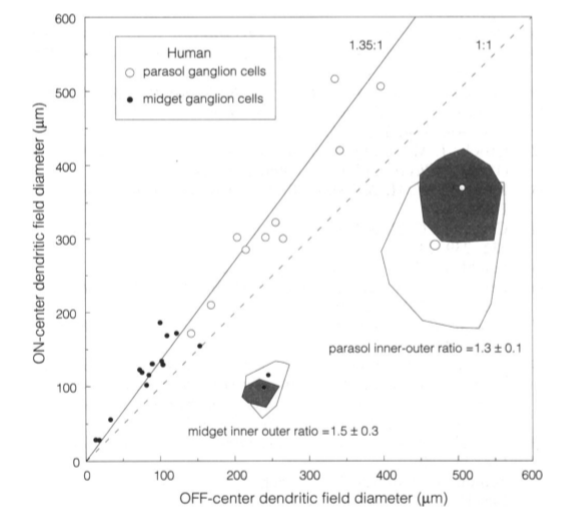 600
500
400
300
200
100
0
ON-center dendritic field diameter (μm)
Human
parasol ganglion cells
midget ganglion cells
1.35:1
1:1
parasol inner-outer ratio =1.3 ± 0.1
midget inner outer ratio =1.5 ± 0.3
0 100 200 300 400 500 600
OFF-center dendritic field diameter (μm)